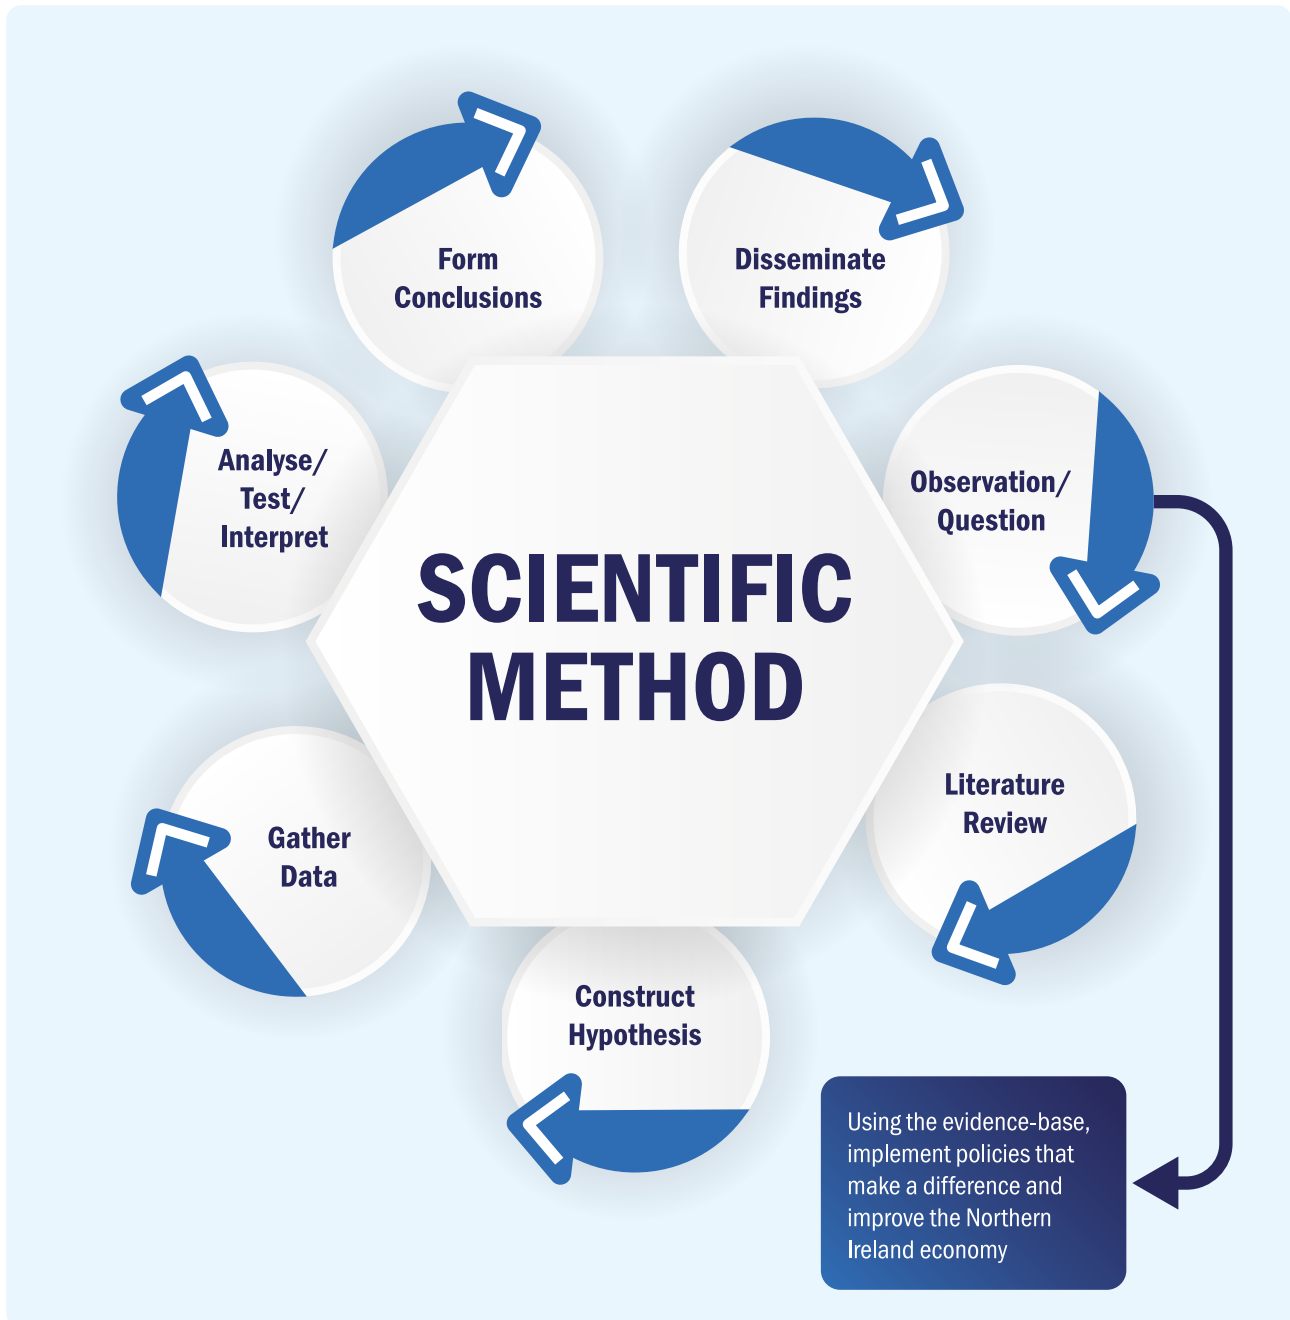 Form
Conclusions
Disseminate
Findings
Analyse/
Test/
Interpret
Observation/
Question
SCIENTIFIC
METHOD
Literature
Review
Gather
Data
Construct
Hypothesis
Using the evidence-base,
implement policies that
make a difference and
improve the Northern
Ireland economy